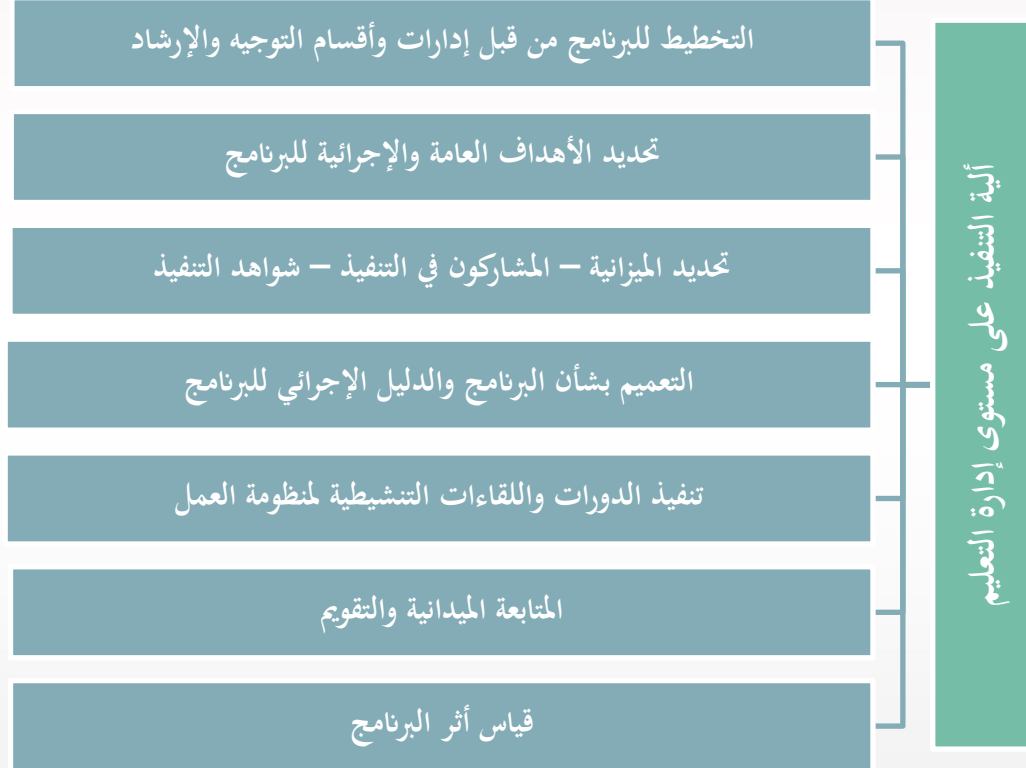 ألية التنفيذ على مستوى إدارة التعليم
التخطيط للبرنامج من قبل إدارات وأقسام التوجيه والإرشاد
تحديد الأهداف العامة والإجرائية للبرنامج
تحديد الميزانية – المشاركون في التنفيذ – شواهد التنفيذ
التعميم بشأن البرنامج والدليل الإجرائي للبرنامج
تنفيذ الدورات واللقاءات التنشيطية لمنظومة العمل
المتابعة الميدانية والتقويم
قياس أثر البرنامج